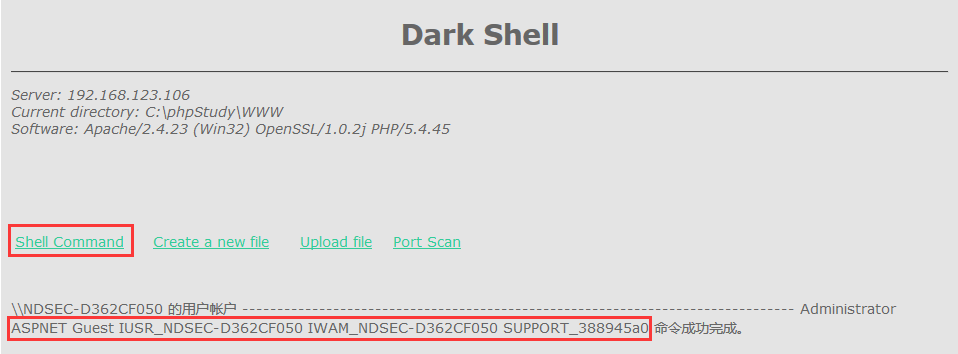 Dark Shell
Server: 192.168.123.106
Current directory: C:\phpStudy\WWW
Software: Apache/2.4.23 (Win32) OpenSSL/1.0.2j PHP/5.4.45
Shell Command Create a new file Upload file Port Scan
\\NDSEC-D362CF050 的用户帐户 ------------------------------------------------------------------------------- Administrator
ASPNET Guest IUSR_NDSEC-D362CF050 IWAM_NDSEC-D362CF050 SUPPORT_388945a0 命令成功完成。